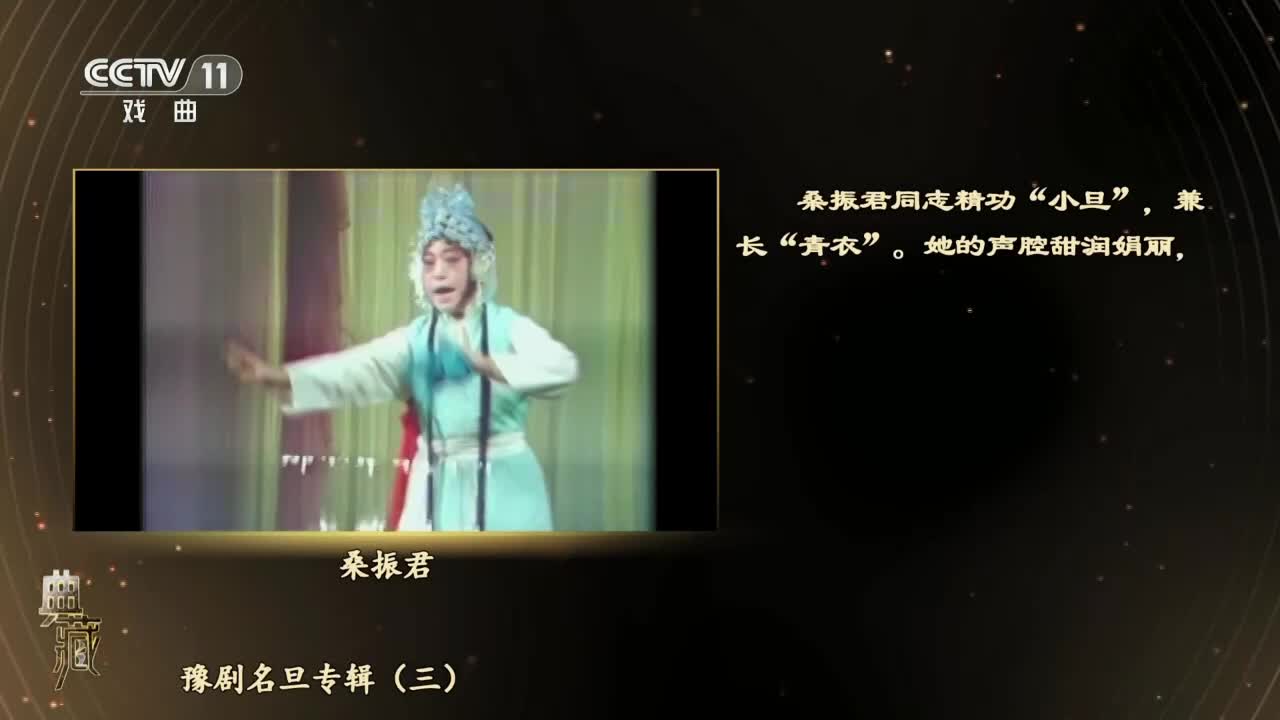 CCTV 11
戏曲
桑振君同志精功“小旦”，兼
长“青衣”。她的声腔甜润娟丽，
桑振君
典藏
豫剧名旦专辑（三）